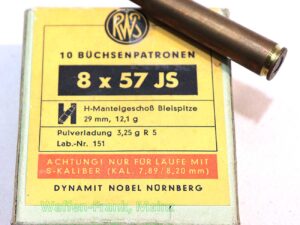 RWS
10 BÜCHSENPATRONEN
8 x 57 JS
H-Mantelgeschoß Bleispitze
29 mm, 12,1 g
Pulverladung 3,25 g R 5
Lab.-Nr. 151
ACHTUNG! NUR FÜR LÄUFE MIT
S-KALIBER (KAL. 7,89/8,20 mm)
DYNAMIT NOBEL NÜRNBERG
Waffen-Frank, Mainz